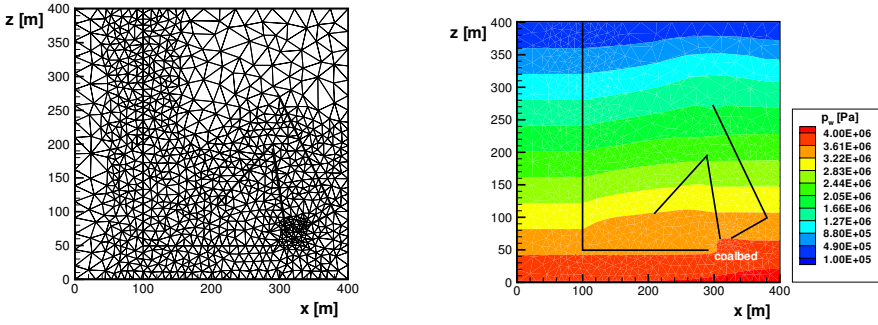 z [m]
400
350
300
250
200
150
100
50
0
0 100 200 300 400
x [m]
z [m]
400
350
300
250
200
150
100
50
0
0 100 200 300 400
x [m]
coalbed
p_w [Pa]
4.00E+06
3.61E+06
3.22E+06
2.83E+06
2.44E+06
2.05E+06
1.66E+06
1.27E+06
8.80E+05
4.90E+05
1.00E+05